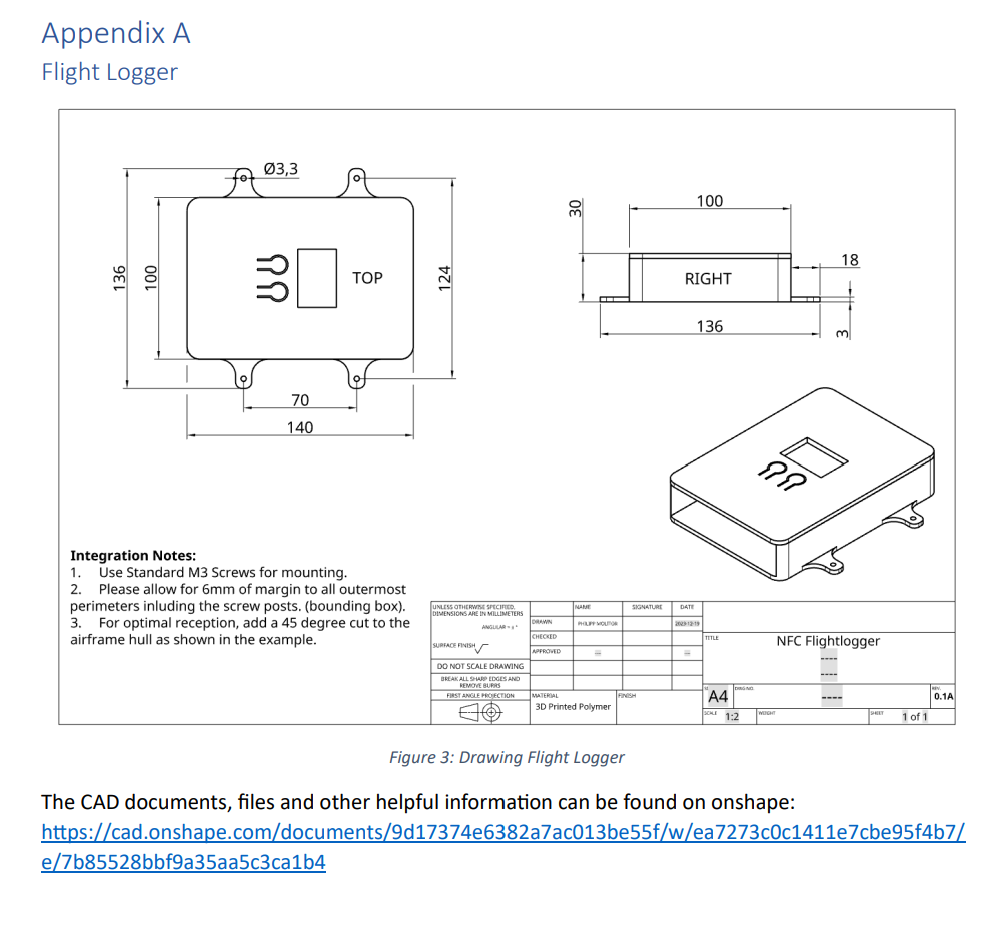 Appendix A
Flight Logger
Ø3,3
136
100
TOP
124
70
140
30
100
RIGHT
18
136
3
Integration Notes:
1. Use Standard M3 Screws for mounting.
2. Please allow for 6mm of margin to all outermost
perimeters inluding the screw posts. (bounding box).
3. For optimal reception, add a 45 degree cut to the
airframe hull as shown in the example.
UNLESS OTHERWISE SPECIFIED,
DIMENSIONS ARE IN MILLIMETERS
ANGULAR = ± °
SURFACE FINISH
DO NOT SCALE DRAWING
BREAK ALL SHARP EDGES AND
REMOVE BURRS
FIRST ANGLE PROJECTION
NAME SIGNATURE DATE
DRAWN PHILIPP MOLITOR 2023-12-19
CHECKED
APPROVED
MATERIAL
3D Printed Polymer
FINISH
TITLE
NFC Flightlogger
----
----
A4
DRG NO.
----
REV.
0.1A
SCALE 1:2
WEIGHT
SHEET 1 of 1
Figure 3: Drawing Flight Logger
The CAD documents, files and other helpful information can be found on onshape:
https://cad.onshape.com/documents/9d17374e6382a7ac013be55f/w/ea7273c0c1411e7cbe95f4b7/
e/7b85528bbf9a35aa5c3ca1b4